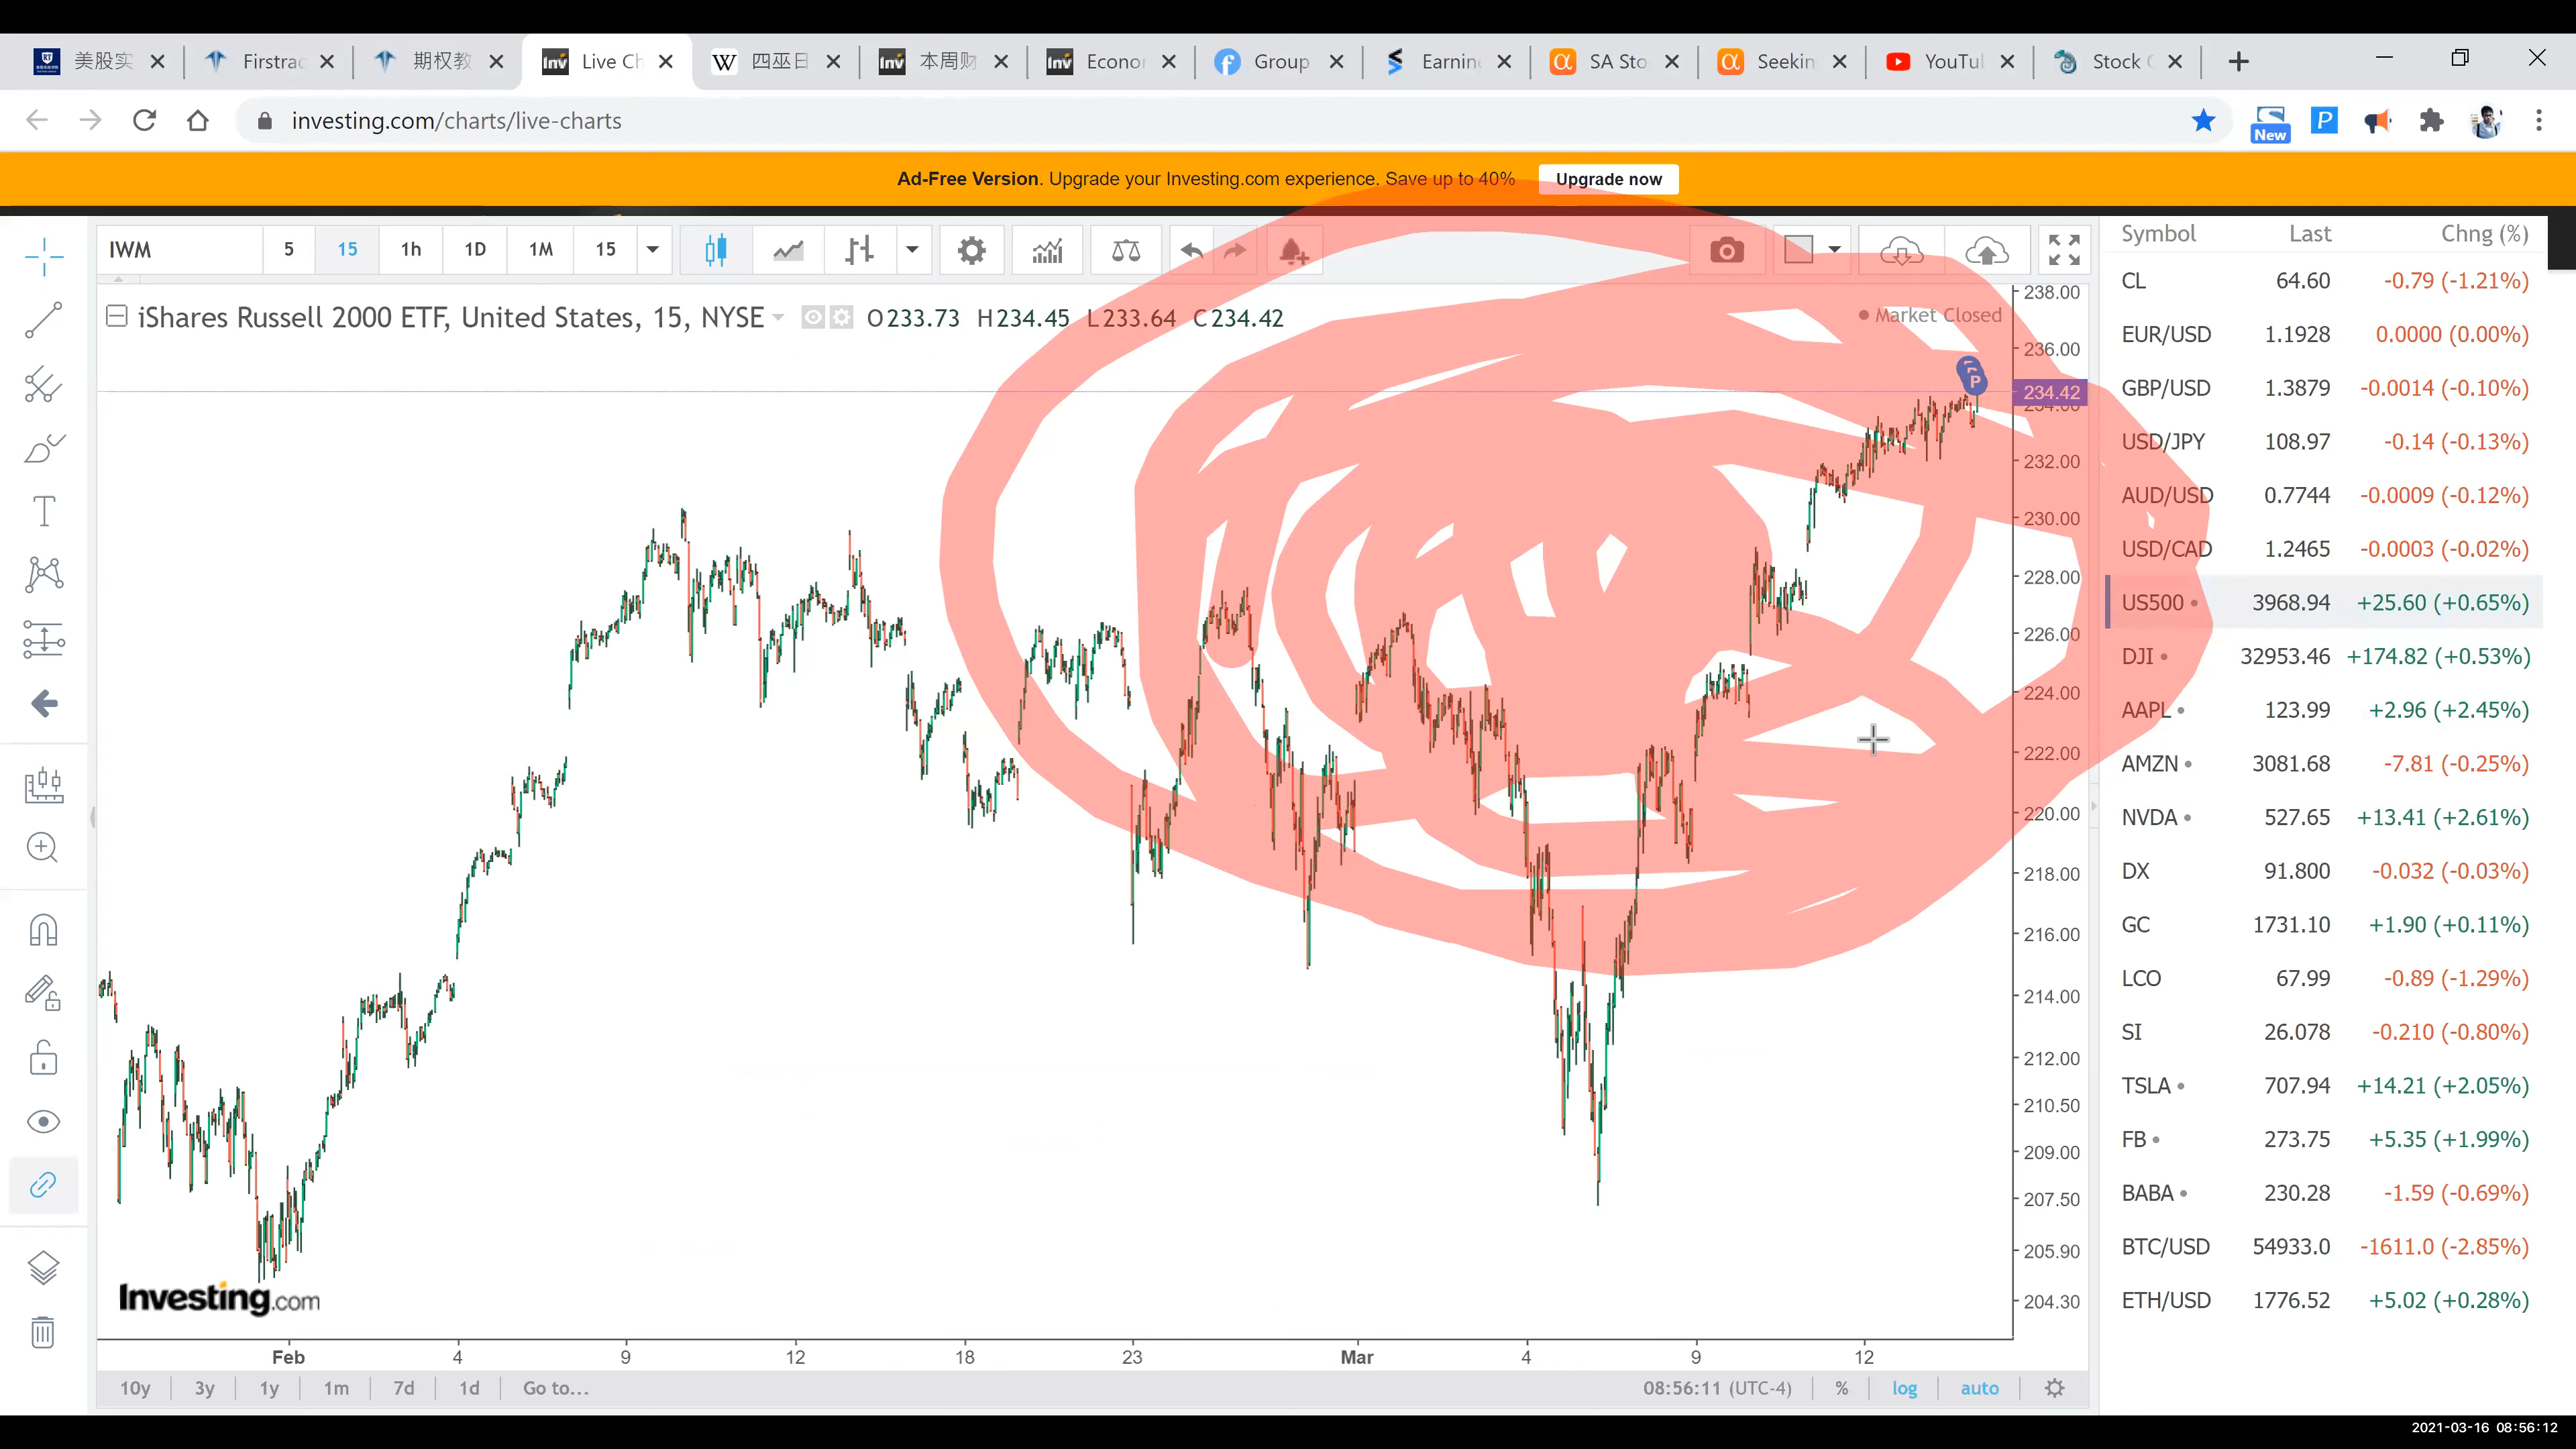 美股实 Firstrac 期权教 Live Ch W 四巫日 本周财 Econor Group Earnin SA Sto Seekin YouTul Stock
investing.com/charts/live-charts
New
P
Ad-Free Version. Upgrade your Investing.com experience. Save up to 40% Upgrade now
IWM 5 15 1h 1D 1M 15
iShares Russell 2000 ETF, United States, 15, NYSE O233.73 H234.45 L233.64 C234.42
Market Closed
P
238.00
236.00
234.42
234.00
232.00
230.00
228.00
226.00
224.00
222.00
220.00
218.00
216.00
214.00
212.00
210.50
209.00
207.50
205.90
204.30
Investing.com
Feb 4 9 12 18 23 Mar 4 9 12
10y 3y 1y 1m 7d 1d Go to... 08:56:11 (UTC-4) % log auto
Symbol Last Chng (%)
CL 64.60 -0.79 (-1.21%)
EUR/USD 1.1928 0.0000 (0.00%)
GBP/USD 1.3879 -0.0014 (-0.10%)
USD/JPY 108.97 -0.14 (-0.13%)
AUD/USD 0.7744 -0.0009 (-0.12%)
USD/CAD 1.2465 -0.0003 (-0.02%)
US500 3968.94 +25.60 (+0.65%)
DJI 32953.46 +174.82 (+0.53%)
AAPL 123.99 +2.96 (+2.45%)
AMZN 3081.68 -7.81 (-0.25%)
NVDA 527.65 +13.41 (+2.61%)
DX 91.800 -0.032 (-0.03%)
GC 1731.10 +1.90 (+0.11%)
LCO 67.99 -0.89 (-1.29%)
SI 26.078 -0.210 (-0.80%)
TSLA 707.94 +14.21 (+2.05%)
FB 273.75 +5.35 (+1.99%)
BABA 230.28 -1.59 (-0.69%)
BTC/USD 54933.0 -1611.0 (-2.85%)
ETH/USD 1776.52 +5.02 (+0.28%)
2021-03-16 08:56:12